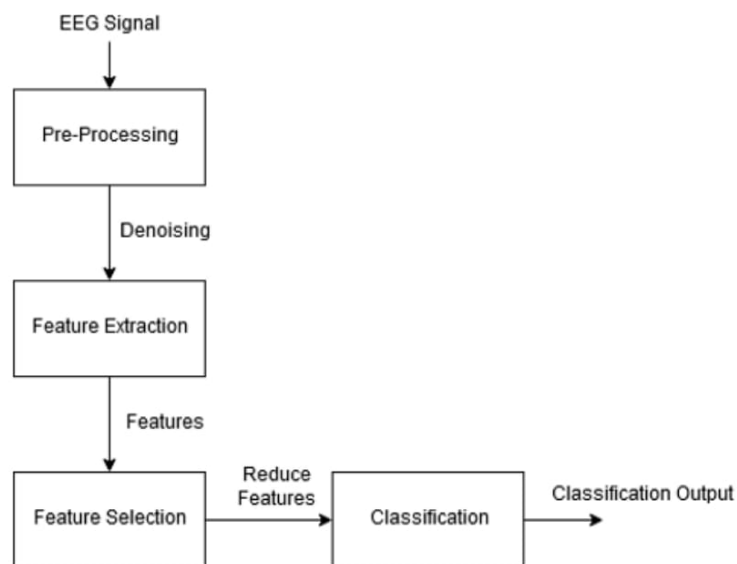 EEG Signal
Pre-Processing
Denoising
Feature Extraction
Features
Feature Selection
Reduce
Features
Classification
Classification Output